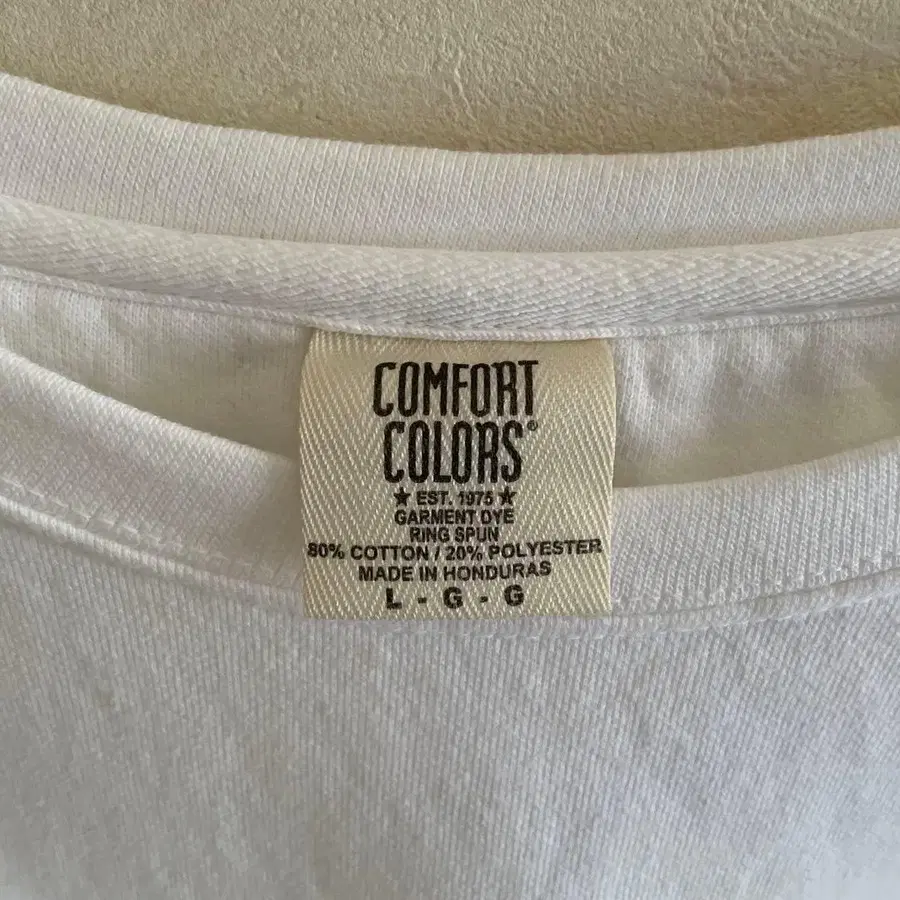 COMFORT
COLORS®
★ EST. 1975 ★
GARMENT DYE
RING SPUN
80% COTTON / 20% POLYESTER
MADE IN HONDURAS
L - G - G